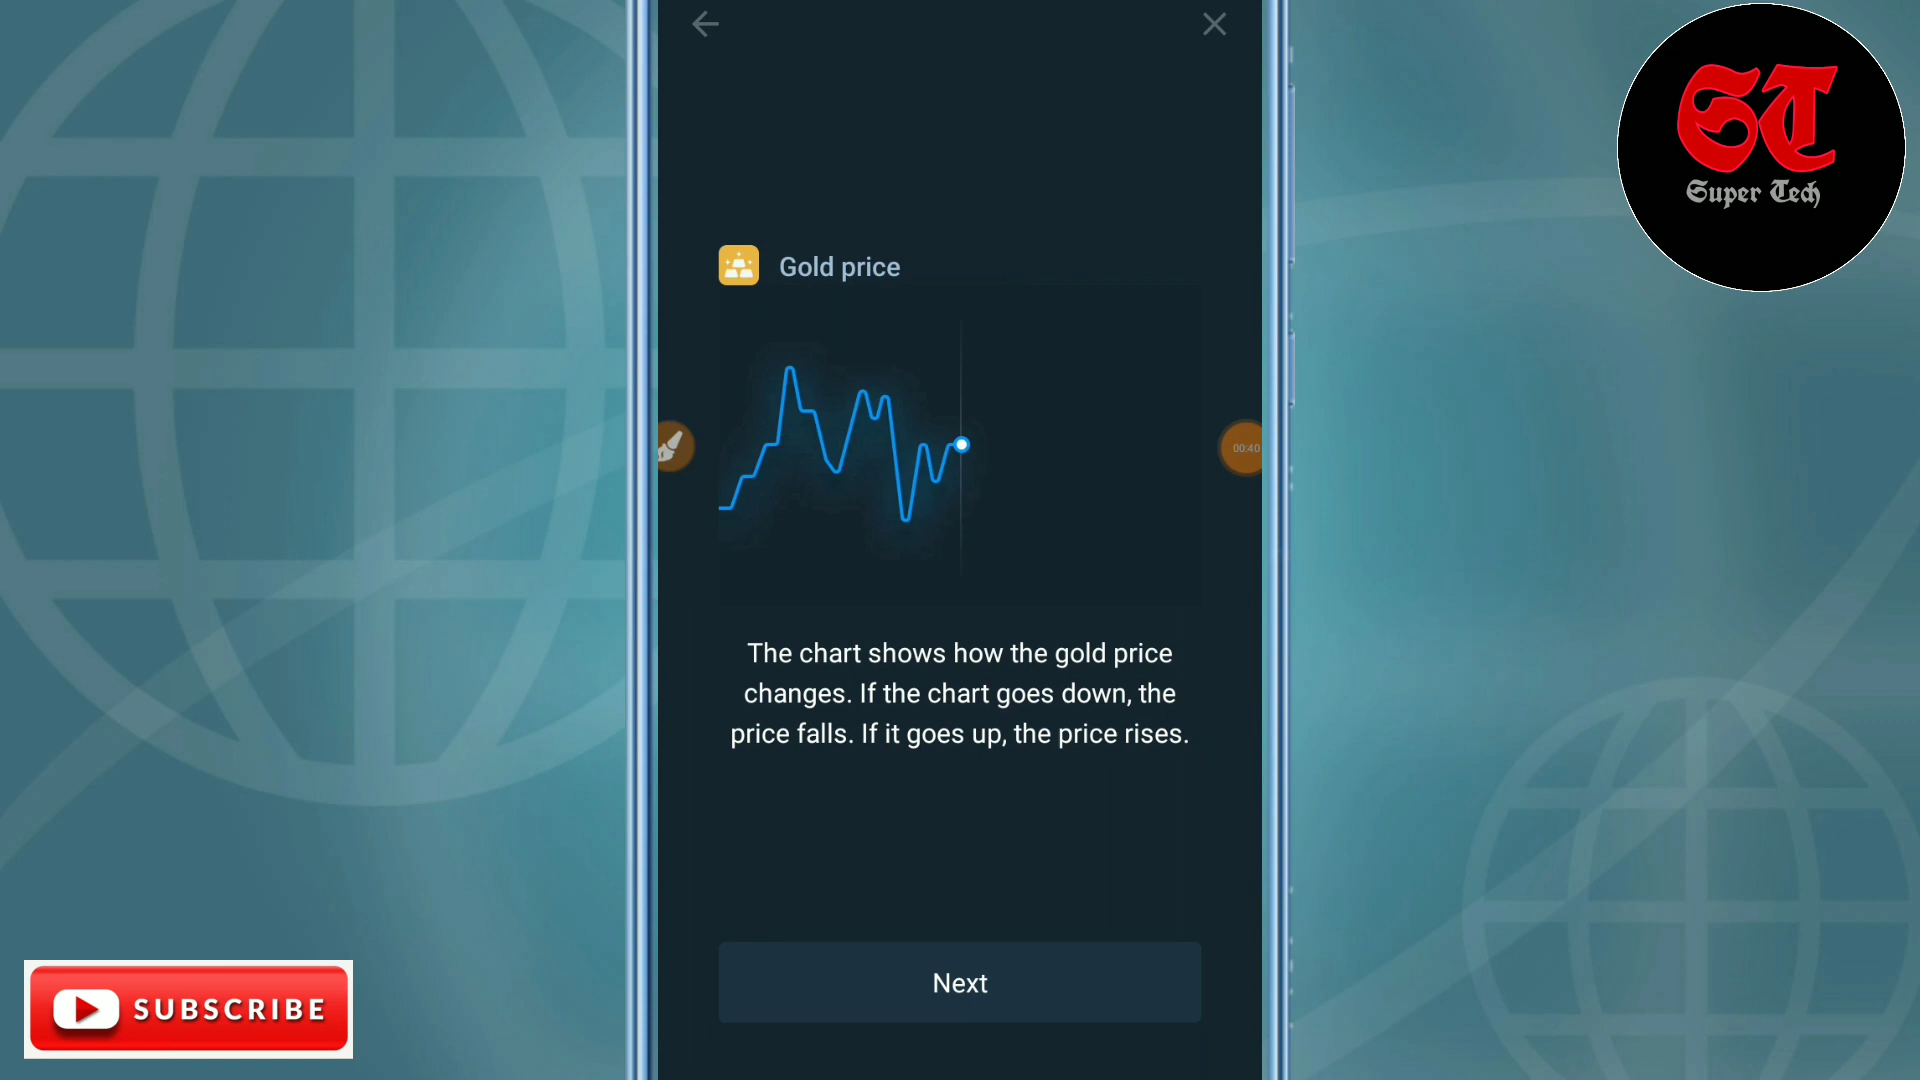 ST
Super Tech
Gold price
00:40
The chart shows how the gold price
changes. If the chart goes down, the
price falls. If it goes up, the price rises.
Next
SUBSCRIBE